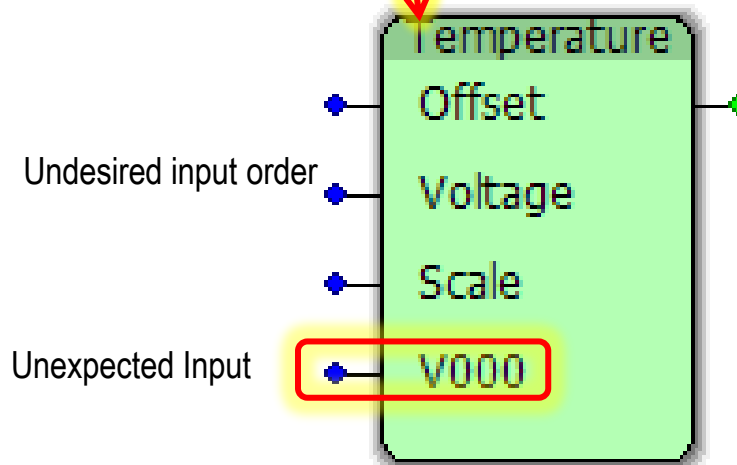 Temperature
Offset
Undesired input order
Voltage
Scale
Unexpected Input
V000